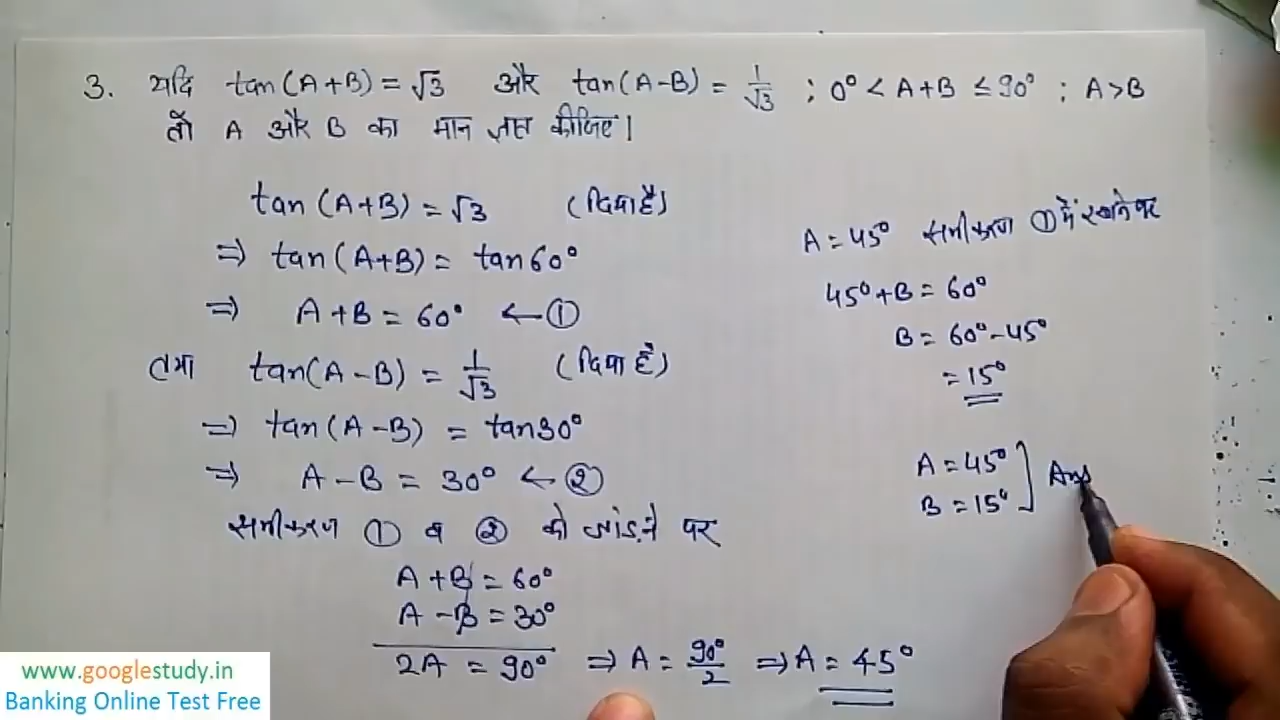 3. यदि tan(A+B) = √3 और tan(A-B) = 1/√3 ; 0° < A+B ≤ 90° ; A>B
तो A और B का मान ज्ञात कीजिए।
tan(A+B) = √3 (दिया है)
⇒ tan(A+B) = tan60°
⇒ A+B = 60° ← ①
तथा tan(A-B) = 1/√3 (दिया है)
⇒ tan(A-B) = tan30°
⇒ A-B = 30° ← ②
समीकरण ① व ② को जोड़ने पर
A+B = 60°
A-B = 30°
2A = 90° ⇒ A = 90°/2 ⇒ A = 45°
A = 45° समीकरण ① में रखने पर
45°+B = 60°
B = 60°-45°
= 15°
A = 45°
B = 15° ] Ans
www.googlestudy.in
Banking Online Test Free